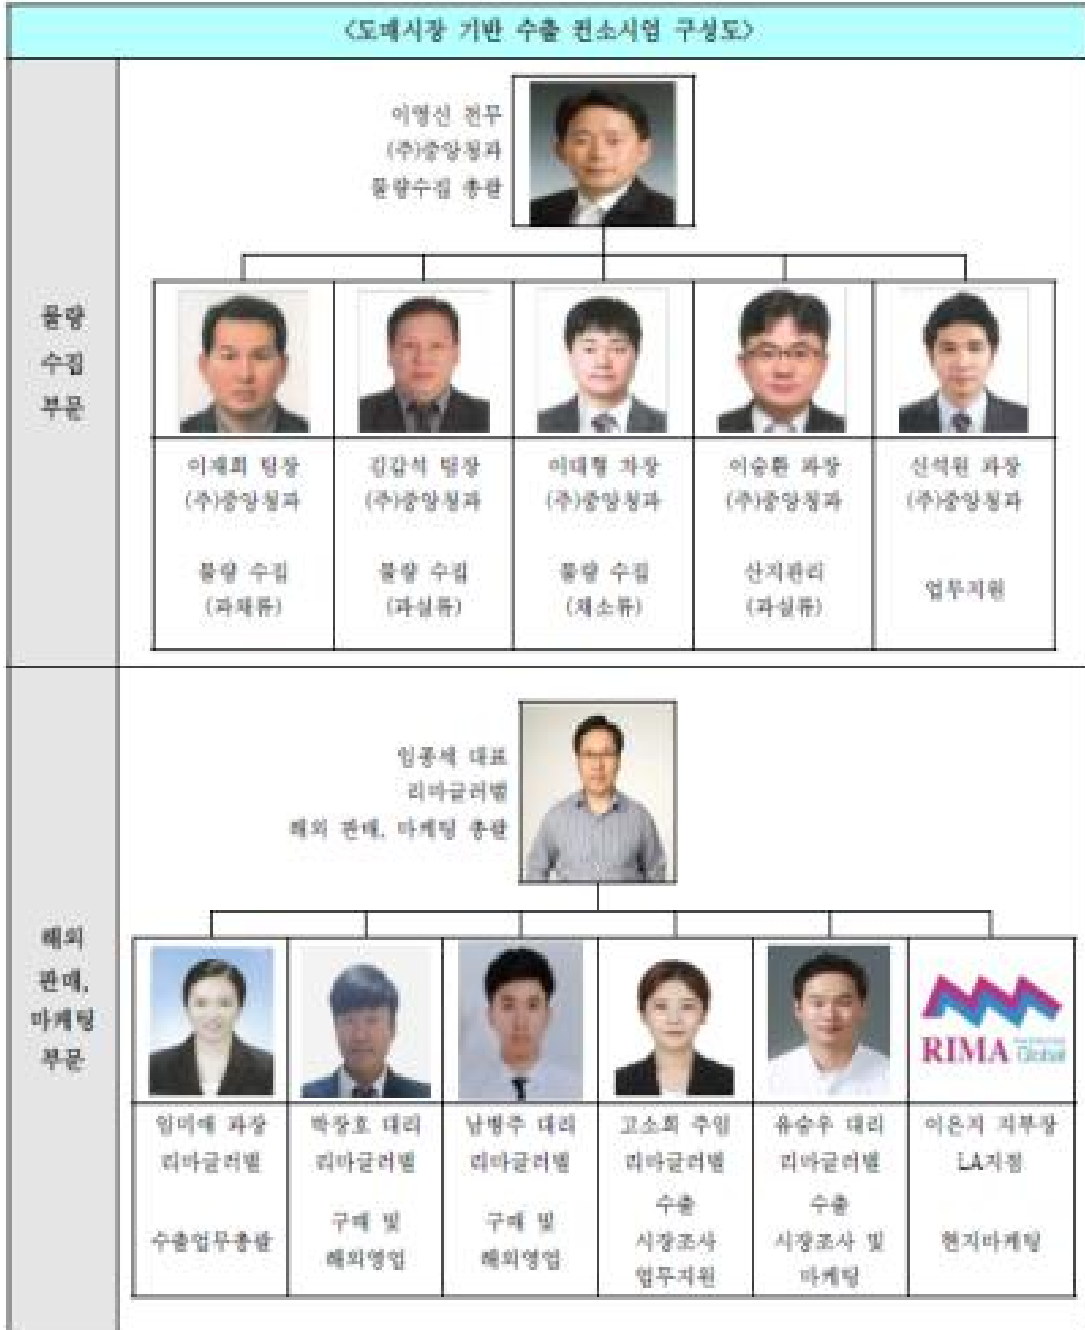 <도매시장 기반 수출 컨소시엄 구성도>
이영신 전무
(주)중앙청과
물량수집 총괄
물량
수집
부문
이재희 팀장
(주)중앙청과
물량 수집
(과채류)
김갑석 팀장
(주)중앙청과
물량 수집
(과실류)
이대형 차장
(주)중앙청과
물량 수집
(채소류)
이승환 과장
(주)중앙청과
산지관리
(과실류)
신석원 과장
(주)중앙청과
업무지원
임종세 대표
리마글러벌
해외 판매, 마케팅 총괄
해외
판매,
마케팅
부문
임미애 과장
리마글러벌
수출업무총괄
박창호 대리
리마글러벌
구매 및
해외영업
남병주 대리
리마글러벌
구매 및
해외영업
고소희 주임
리마글러벌
수출
시장조사
업무지원
유승우 대리
리마글러벌
수출
시장조사 및
마케팅
RIMA Global
이은지 지부장
LA지점
현지마케팅